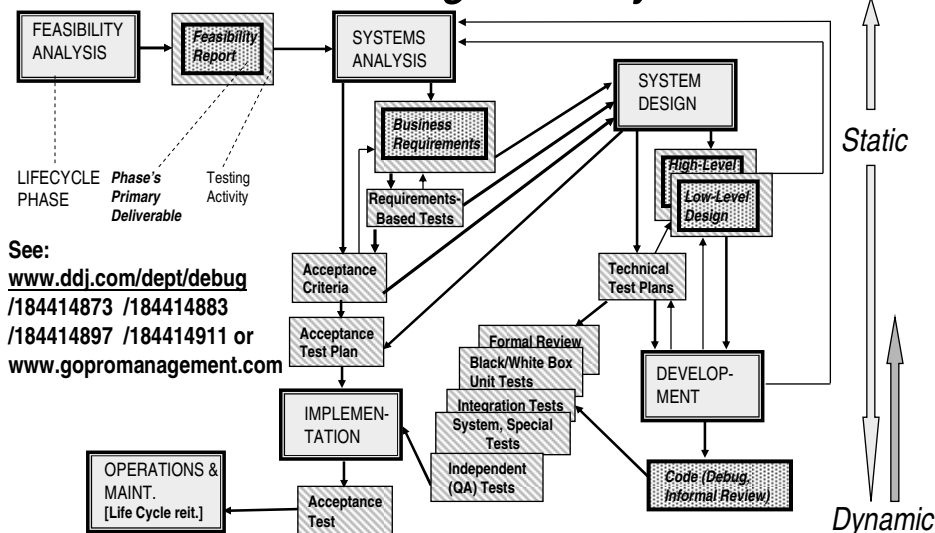 FEASIBILITY
ANALYSIS
Feasibility
Report
SYSTEMS
ANALYSIS
SYSTEM
DESIGN
Static
Business
Requirements
High-Level
Low-Level
Design
LIFECYCLE
PHASE
Phase's
Primary
Deliverable
Testing
Activity
Requirements-
Based Tests
See:
www.ddj.com/dept/debug
/184414873 /184414883
/184414897 /184414911 or
www.gopromanagement.com
Acceptance
Criteria
Technical
Test Plans
Acceptance
Test Plan
Formal Review
Black/White Box
Unit Tests
Integration Tests
System, Special
Tests
Independent
(QA) Tests
DEVELOP-
MENT
IMPLEMEN-
TATION
OPERATIONS &
MAINT.
[Life Cycle reit.]
Acceptance
Test
Code (Debug,
Informal Review)
Dynamic